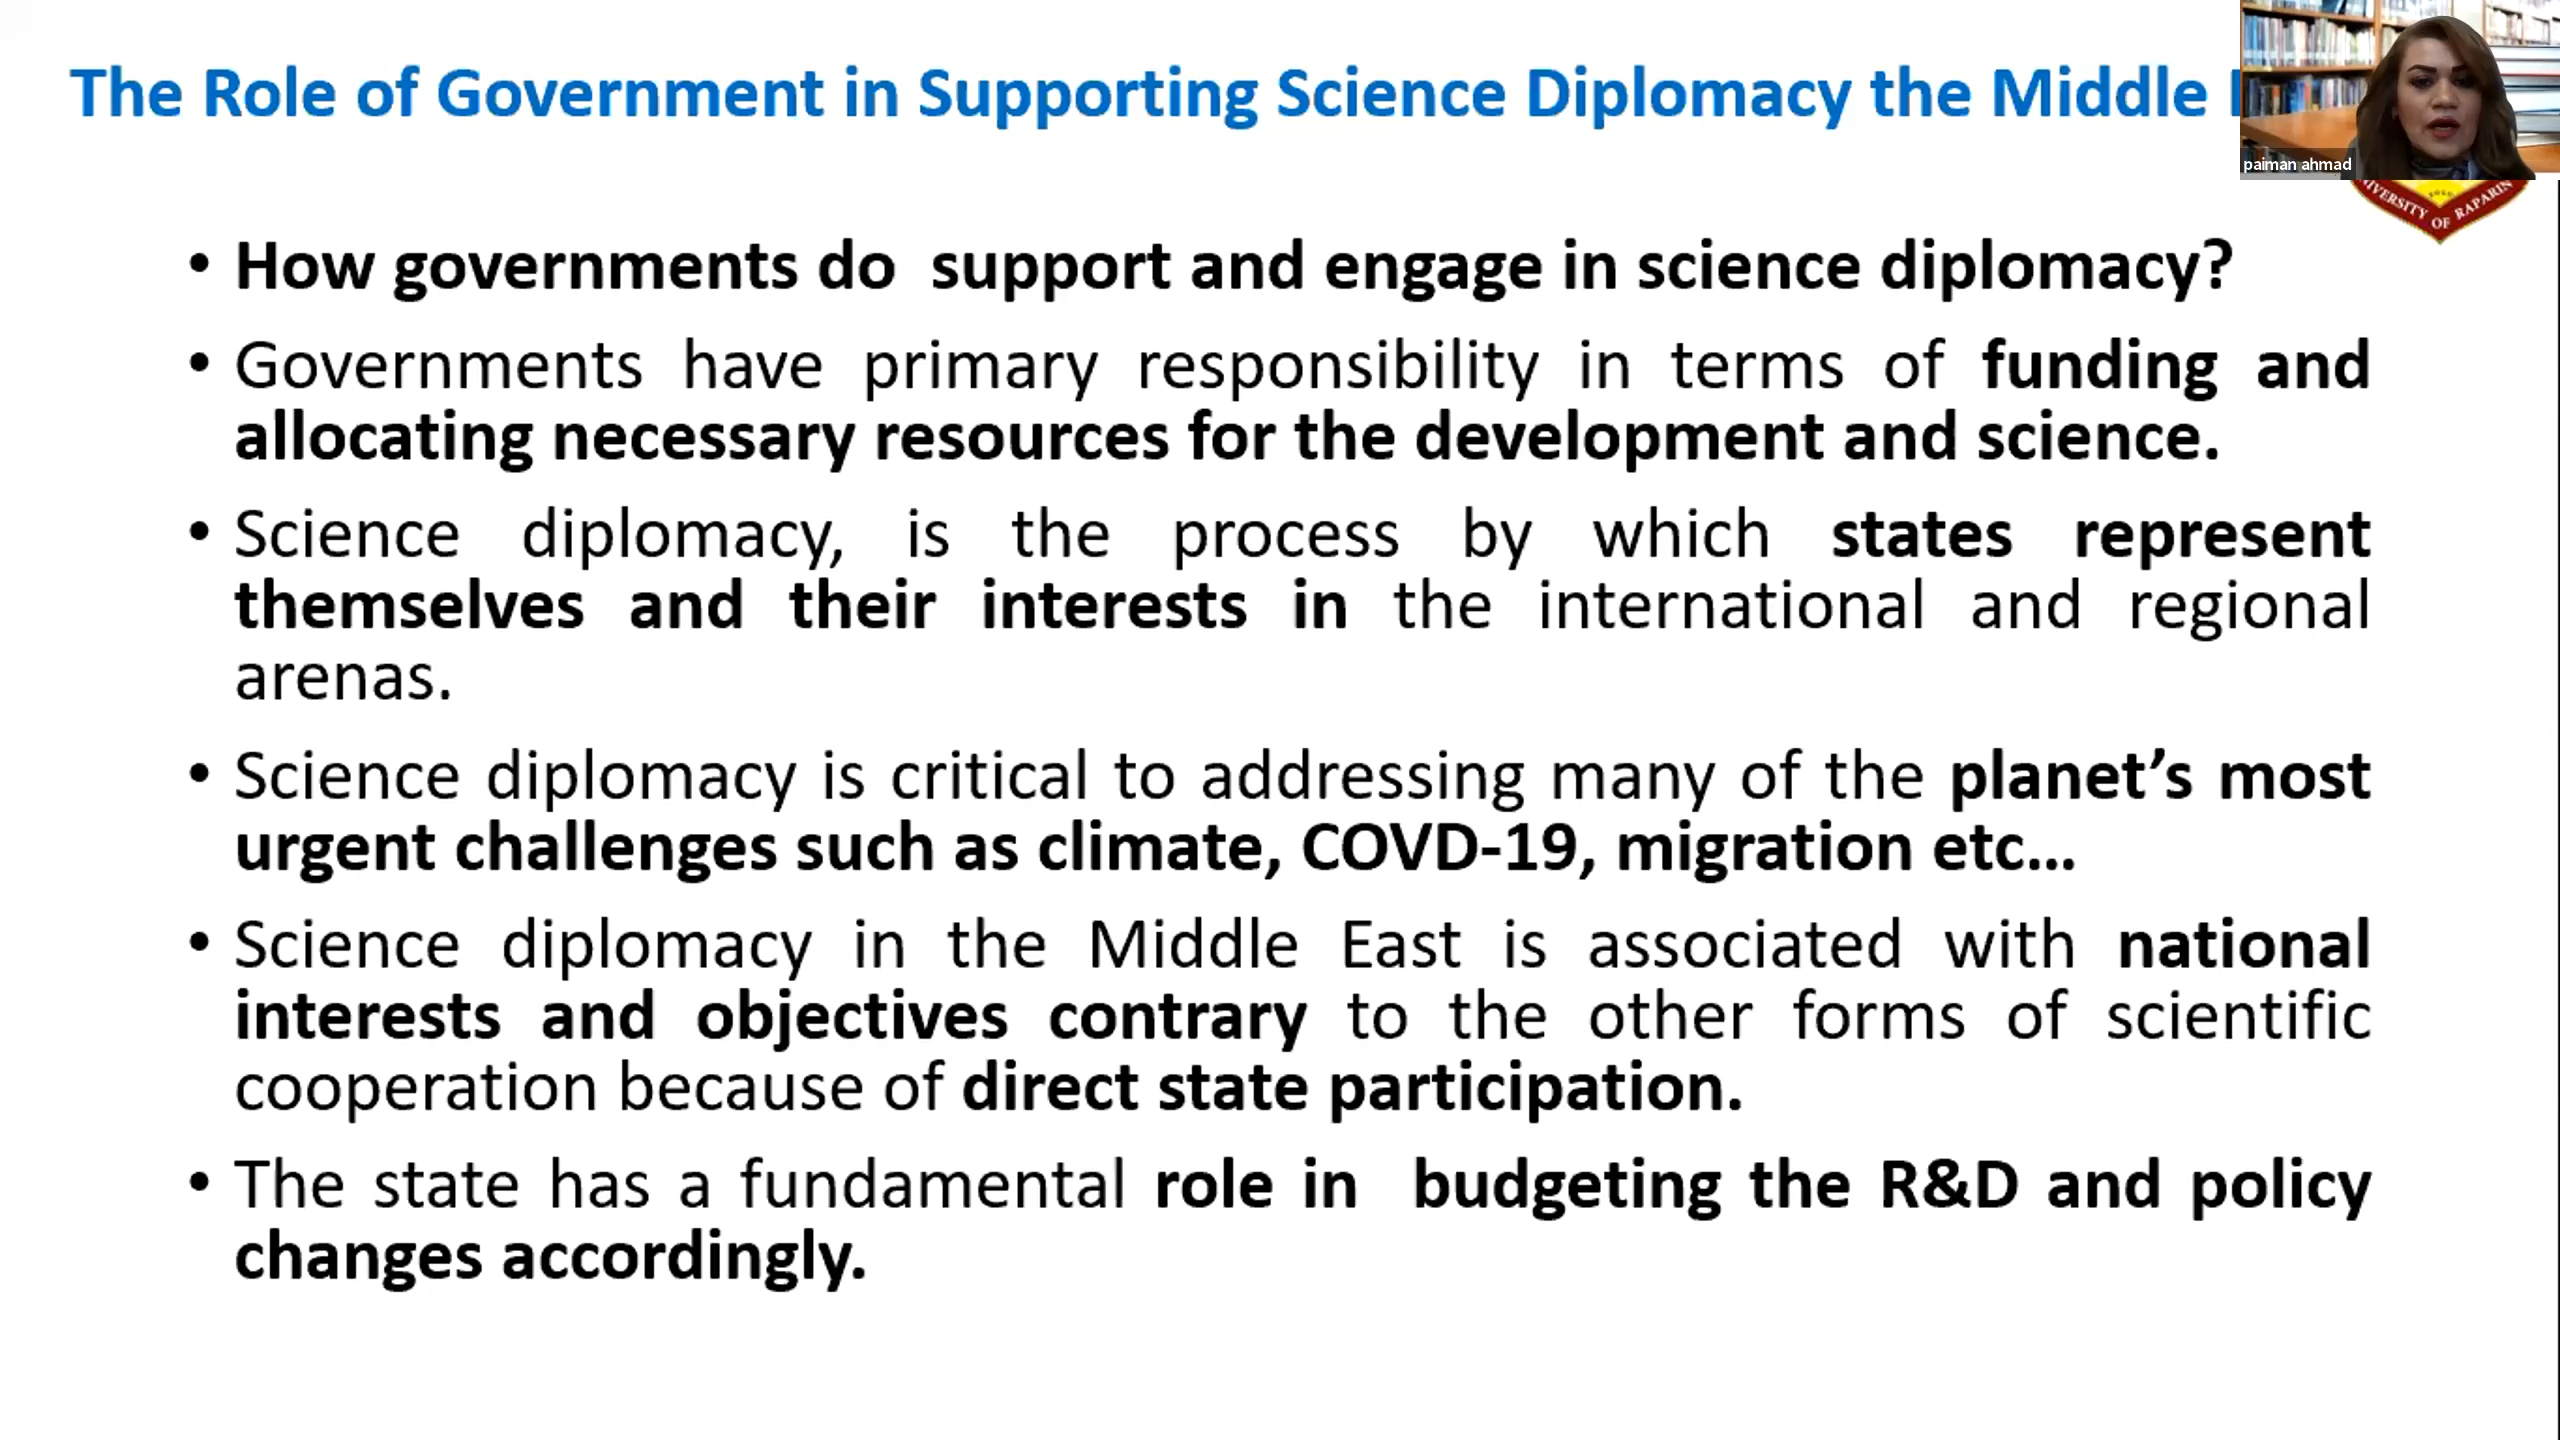 The Role of Government in Supporting Science Diplomacy the Middle
paiman ahmad
UNIVERSITY OF RAPARIN
• How governments do  support and engage in science diplomacy?
• Governments have primary responsibility in terms of funding and
allocating necessary resources for the development and science.
• Science diplomacy, is the process by which states represent
themselves and their interests in the international and regional
arenas.
• Science diplomacy is critical to addressing many of the planet’s most
urgent challenges such as climate, COVD-19, migration etc...
• Science diplomacy in the Middle East is associated with national
interests and objectives contrary to the other forms of scientific
cooperation because of direct state participation.
• The state has a fundamental role in  budgeting the R&D and policy
changes accordingly.